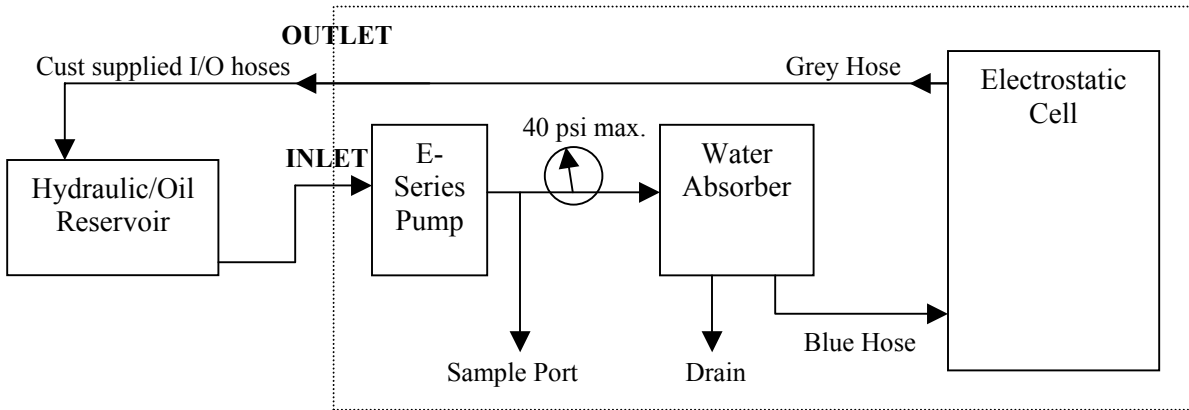 OUTLET
Cust supplied I/O hoses
Grey Hose
Electrostatic
Cell
40 psi max.
INLET
E-
Series
Pump
Water
Absorber
Hydraulic/Oil
Reservoir
Blue Hose
Sample Port
Drain